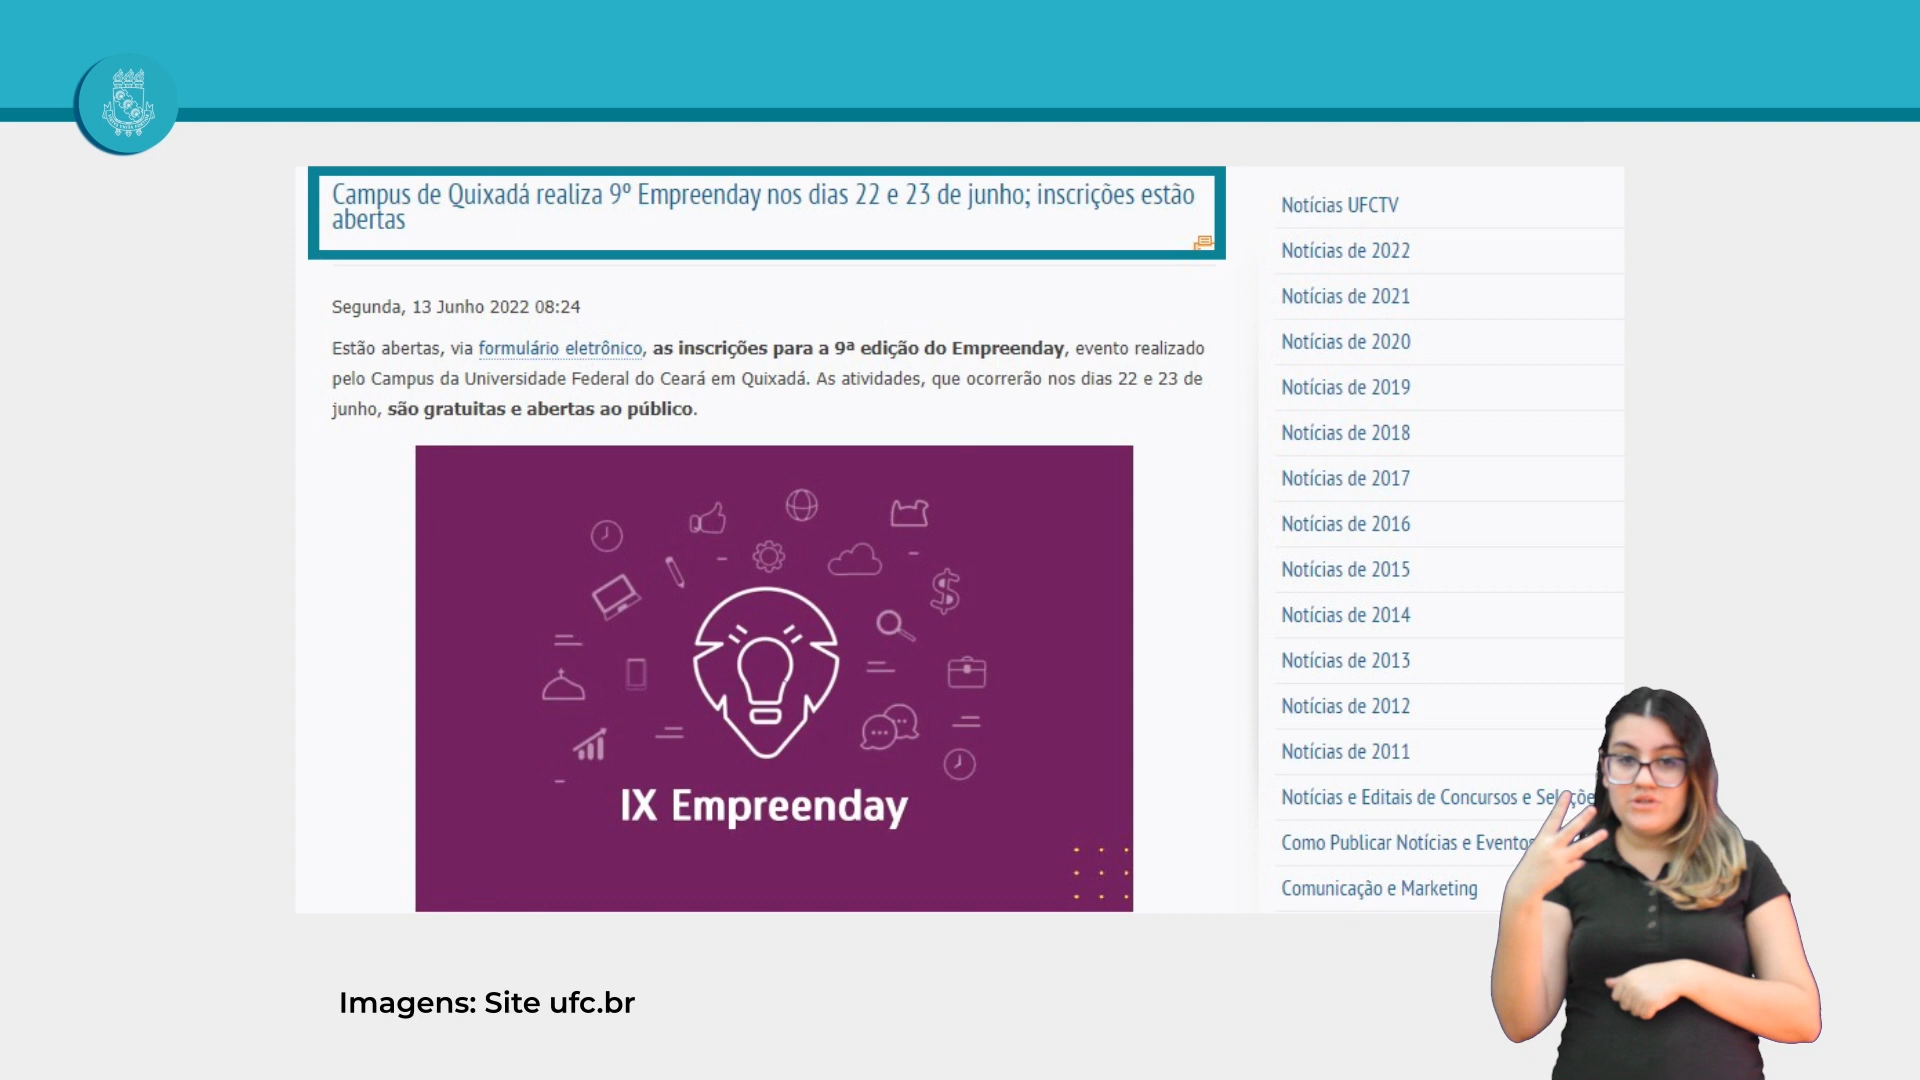 Campus de Quixadá realiza 9º Empreenday nos dias 22 e 23 de junho; inscrições estão
abertas
Segunda, 13 Junho 2022 08:24
Estão abertas, via formulário eletrônico, as inscrições para a 9ª edição do Empreenday, evento realizado
pelo Campus da Universidade Federal do Ceará em Quixadá. As atividades, que ocorrerão nos dias 22 e 23 de
junho, são gratuitas e abertas ao público.
IX Empreenday
Notícias UFCTV
Notícias de 2022
Notícias de 2021
Notícias de 2020
Notícias de 2019
Notícias de 2018
Notícias de 2017
Notícias de 2016
Notícias de 2015
Notícias de 2014
Notícias de 2013
Notícias de 2012
Notícias de 2011
Notícias e Editais de Concursos e
Como Publicar Notícias e Eventos
Comunicação e Marketing
Imagens: Site ufc.br